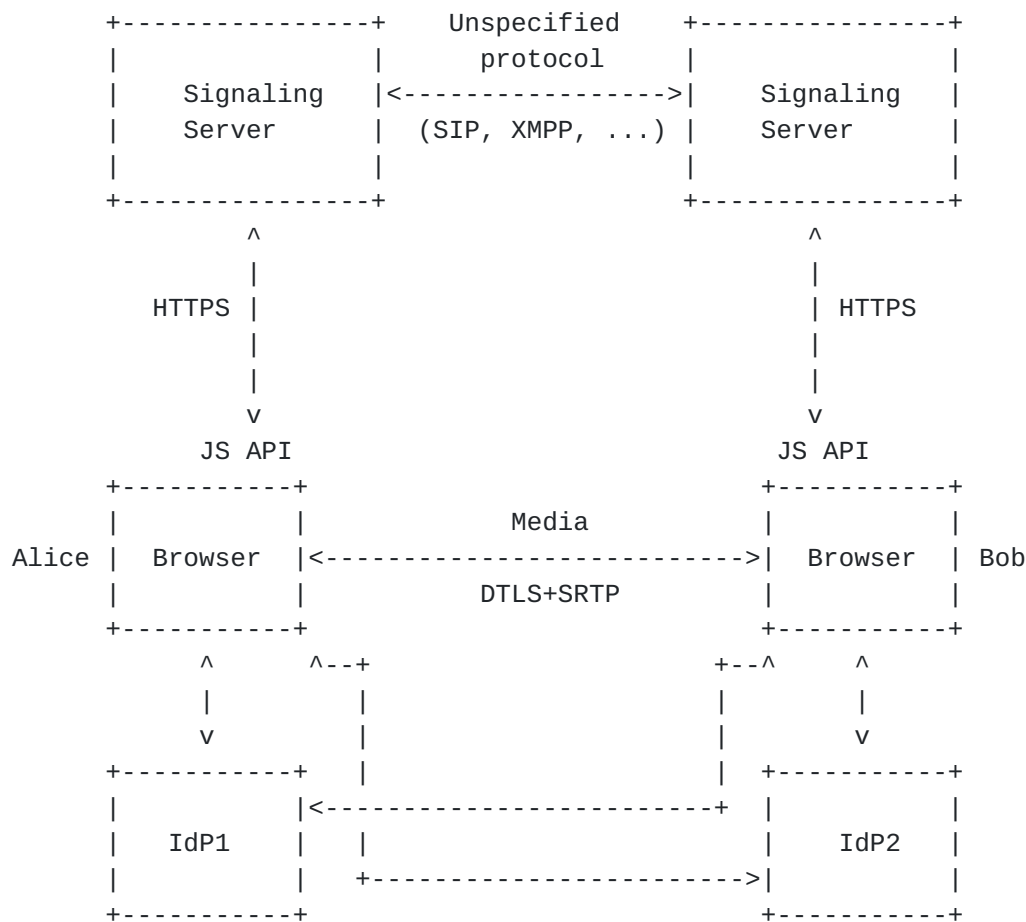 Unspecified
protocol
Signaling Signaling
Server (SIP, XMPP, ...) Server
HTTPS HTTPS
JS API JS API
Media
Alice Browser Browser Bob
DTLS+SRTP
IdP1 IdP2